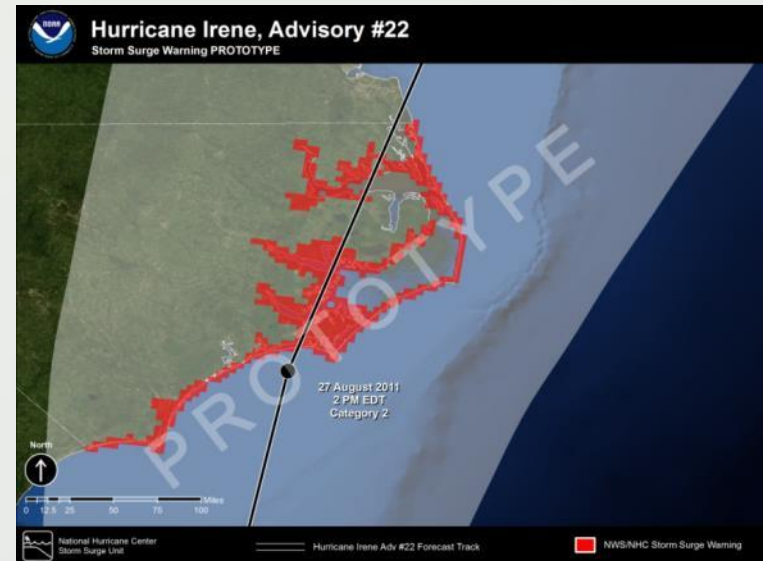 NOAA
Hurricane Irene, Advisory #22
Storm Surge Warning PROTOTYPE
PROTOTYPE
27 August 2011
2 PM EDT
Category 2
North
Miles
0 12.5 25 50 75 100
National Hurricane Center
Storm Surge Unit
Hurricane Irene Adv #22 Forecast Track
NWS/NHC Storm Surge Warning